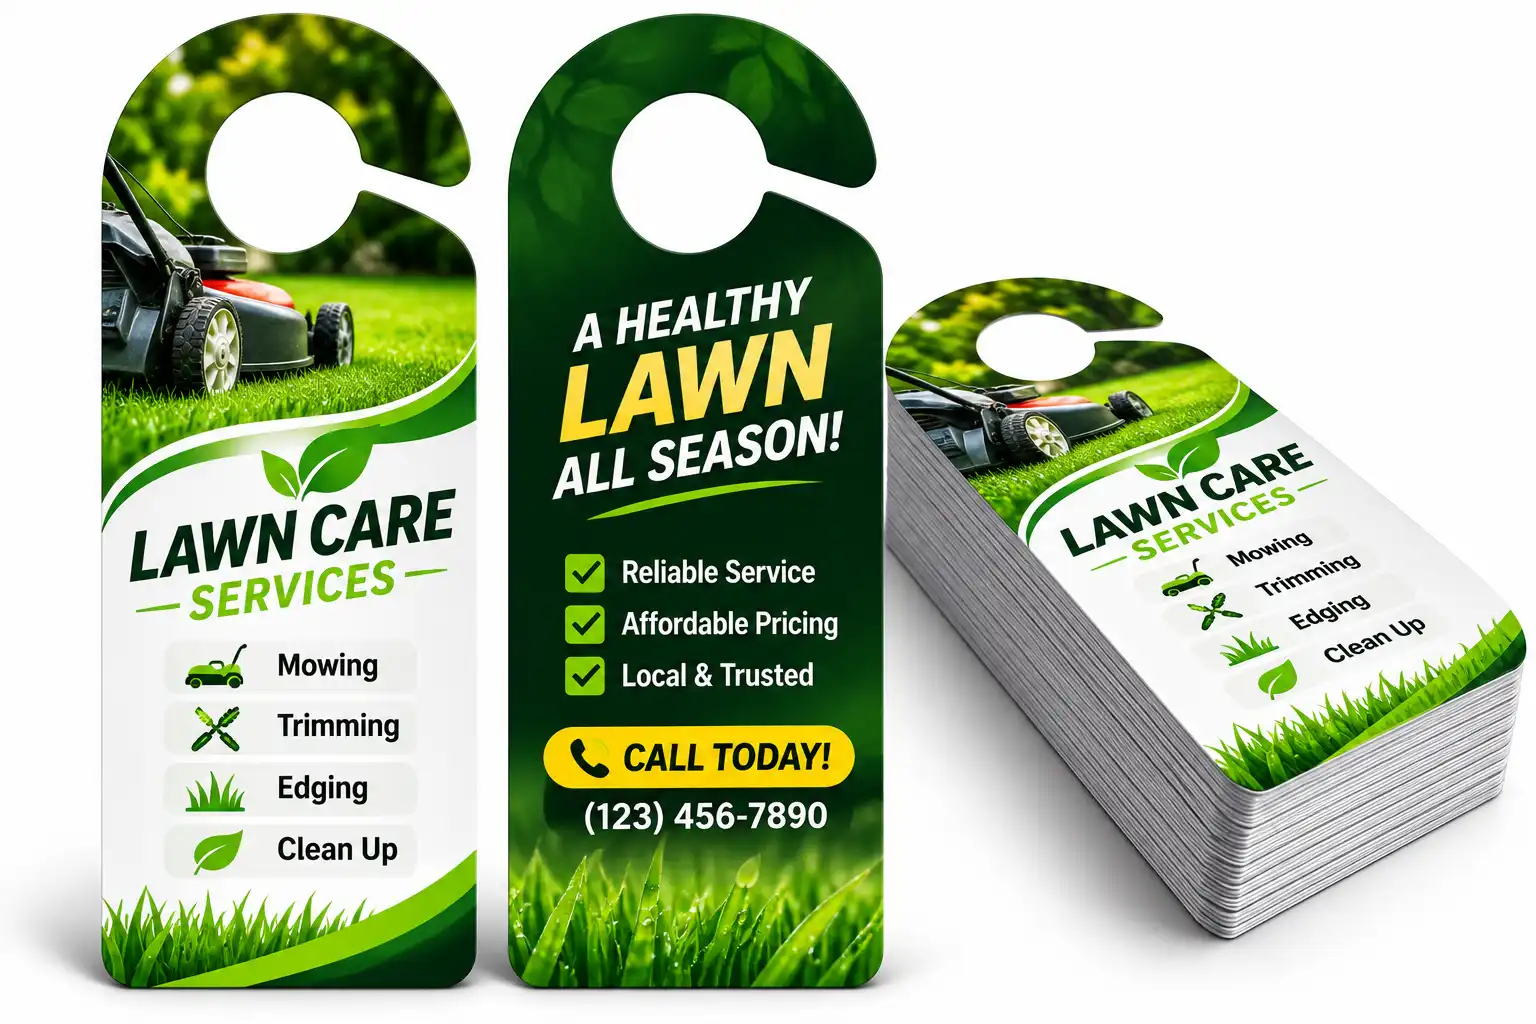 LAWN CARE
SERVICES
Mowing
Trimming
Edging
Clean Up
A HEALTHY
LAWN
ALL SEASON!
Reliable Service
Affordable Pricing
Local & Trusted
CALL TODAY!
(123) 456-7890
LAWN CARE
SERVICES
Mowing
Trimming
Edging
Clean Up